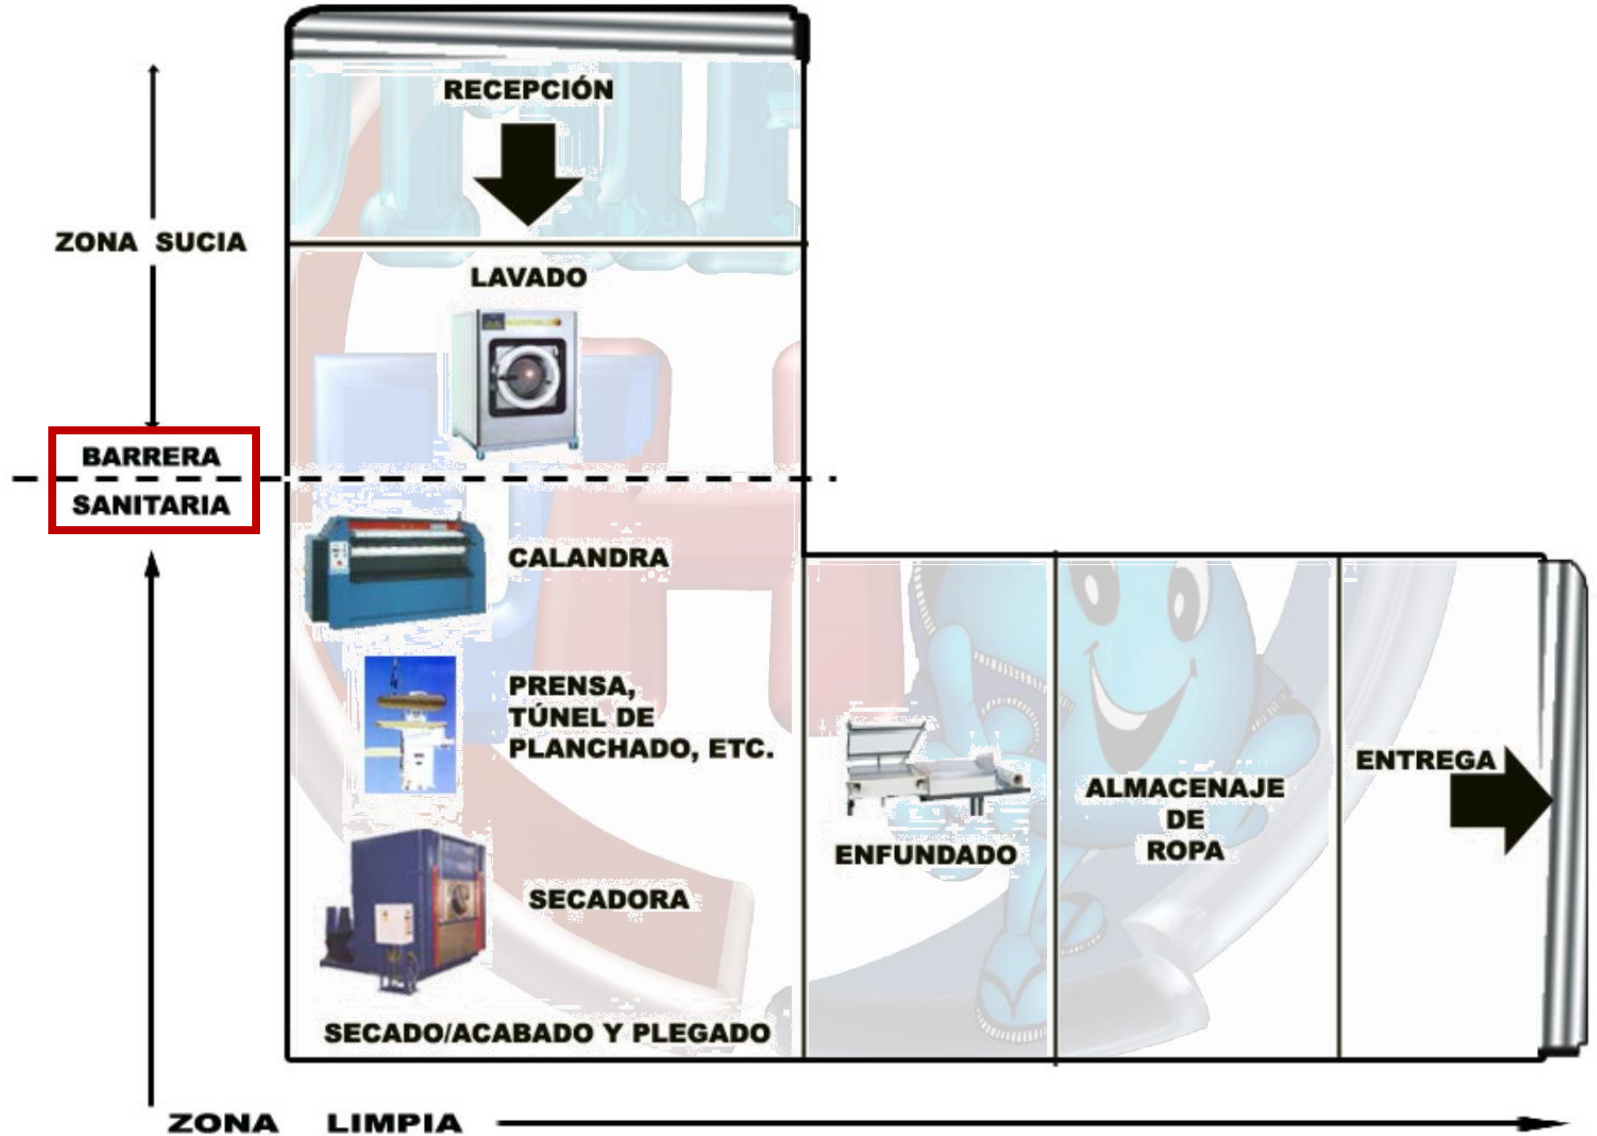 RECEPCIÓN
ZONA SUCIA
LAVADO
BARRERA
SANITARIA
CALANDRA
PRENSA,
TÚNEL DE
PLANCHADO, ETC.
SECADORA
SECADO/ACABADO Y PLEGADO
ENFUNDADO
ALMACENAJE
DE
ROPA
ENTREGA
ZONA LIMPIA